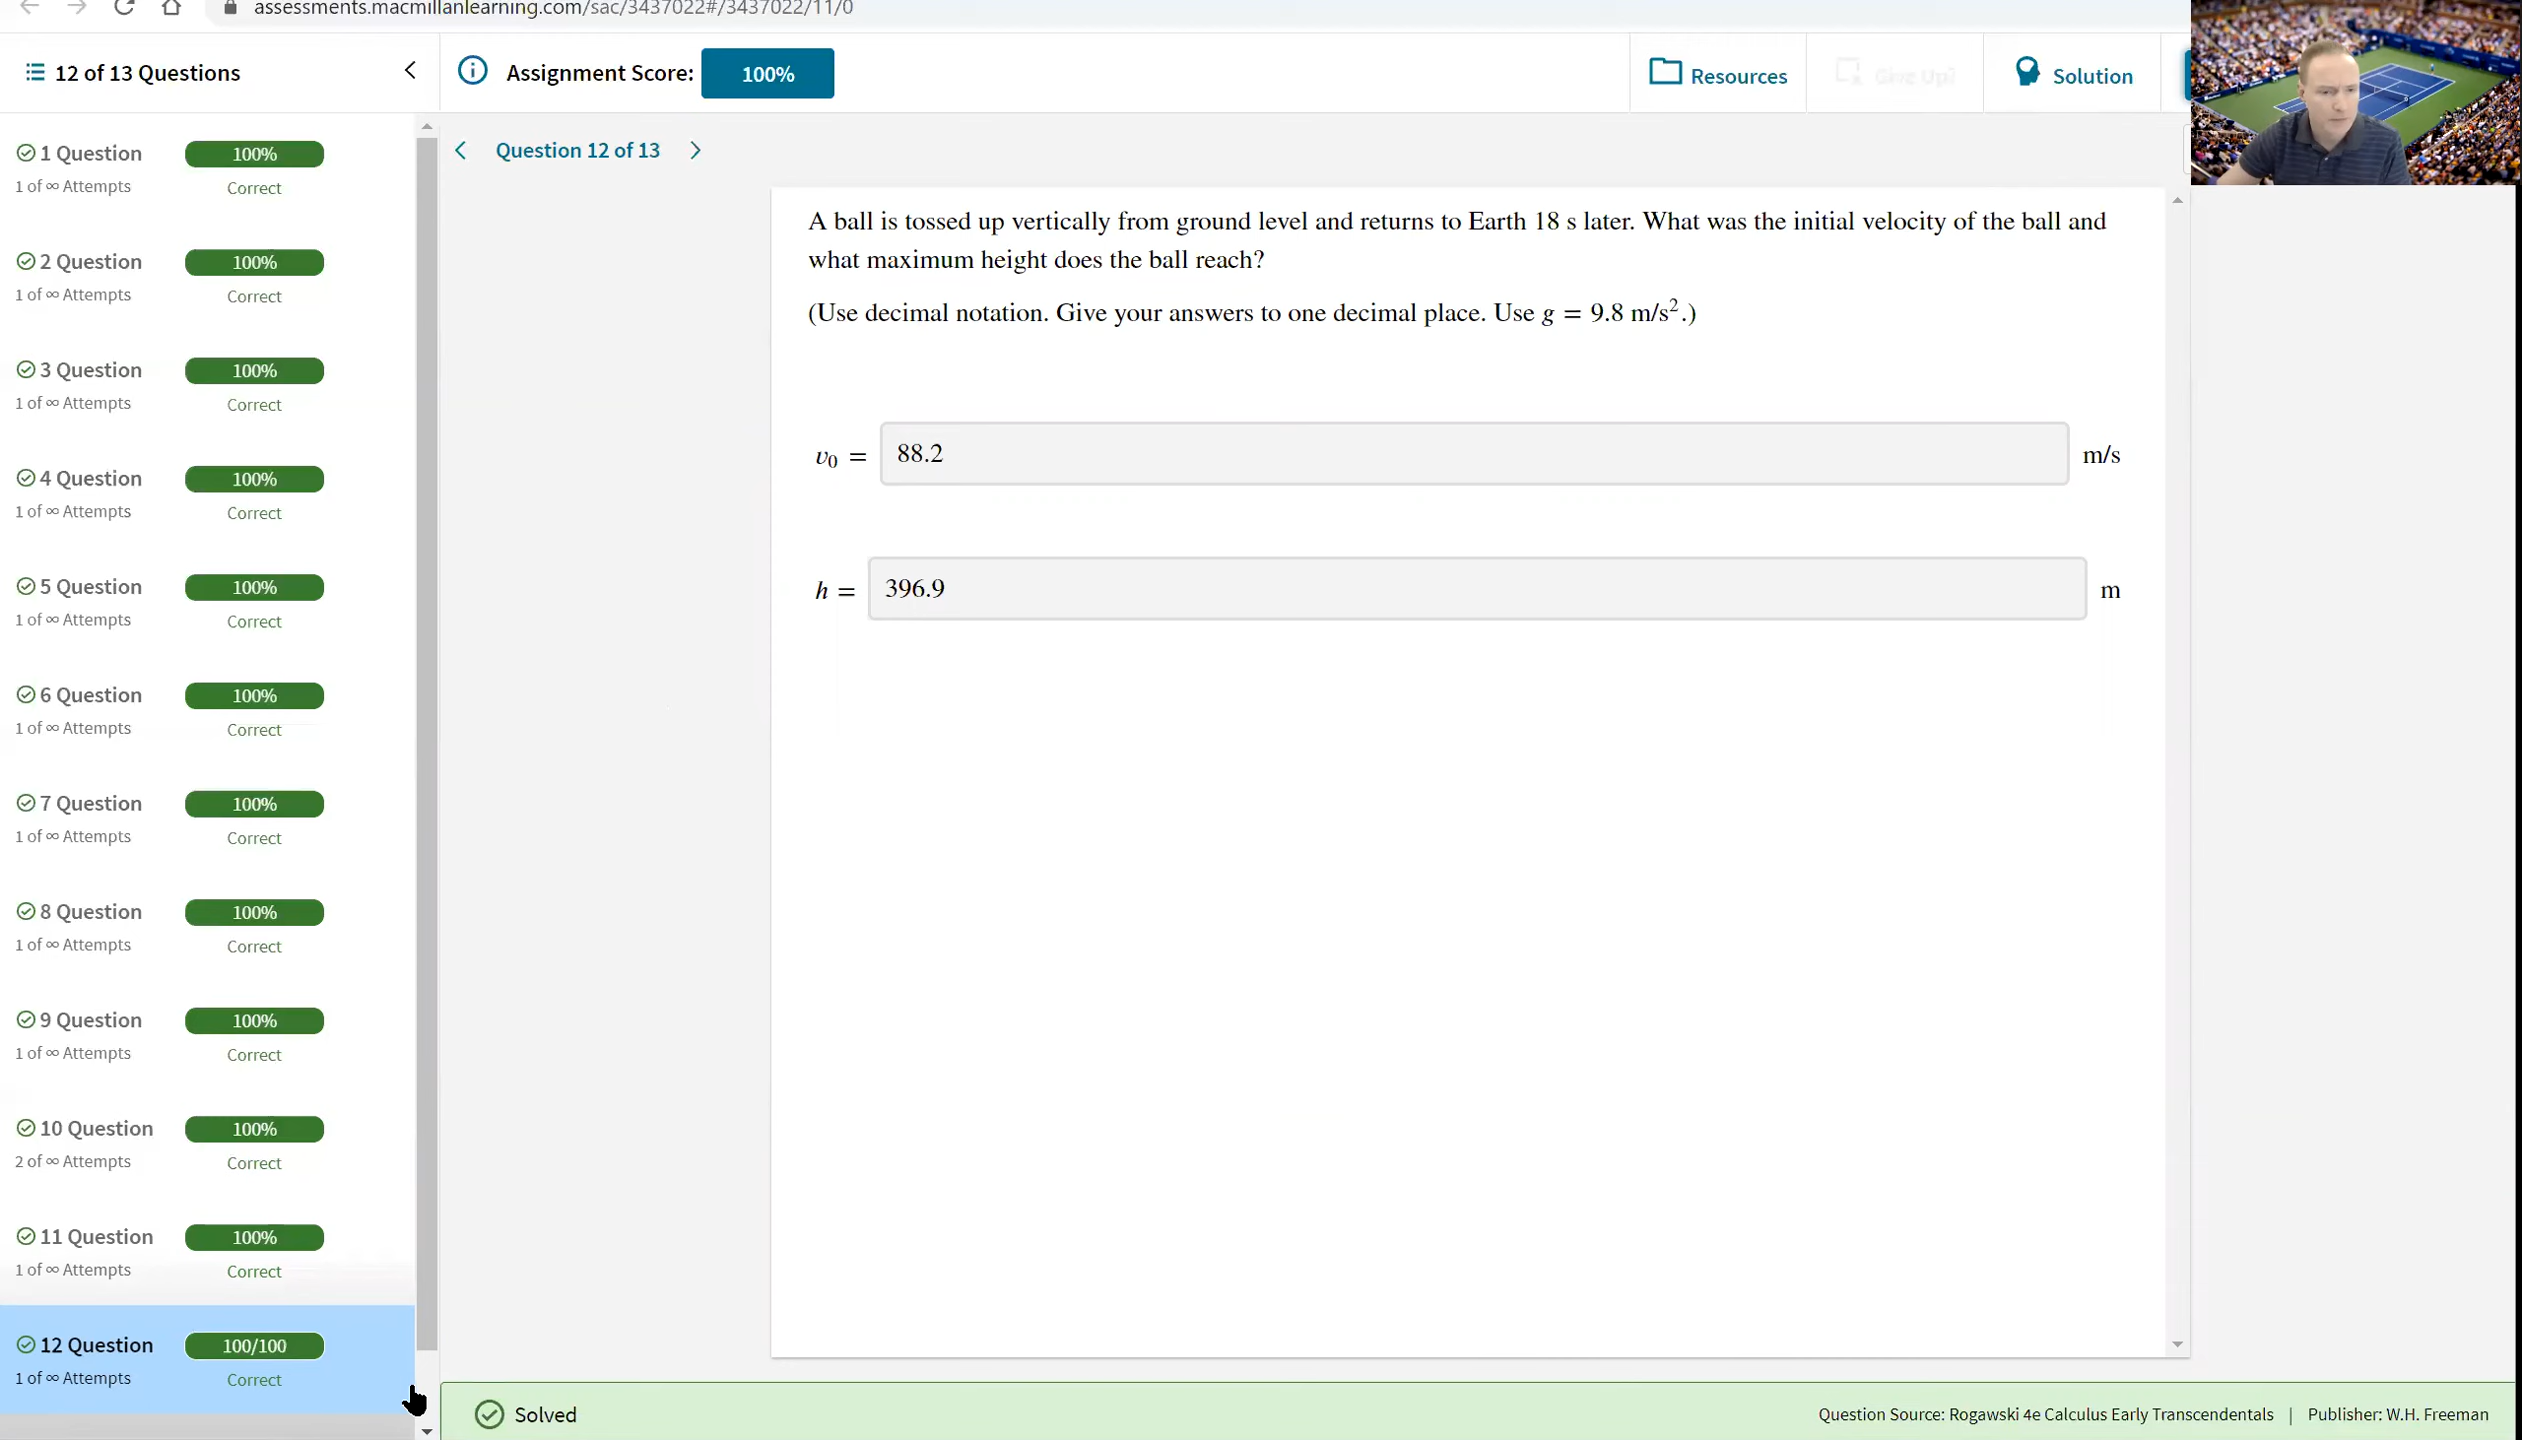 assessments.macmillanlearning.com/sac/3437022#/3437022/11/0
12 of 13 Questions
Assignment Score: 100%
Resources
Give Up?
Solution
1 Question 100%
1 of ∞ Attempts Correct
2 Question 100%
1 of ∞ Attempts Correct
3 Question 100%
1 of ∞ Attempts Correct
4 Question 100%
1 of ∞ Attempts Correct
5 Question 100%
1 of ∞ Attempts Correct
6 Question 100%
1 of ∞ Attempts Correct
7 Question 100%
1 of ∞ Attempts Correct
8 Question 100%
1 of ∞ Attempts Correct
9 Question 100%
1 of ∞ Attempts Correct
10 Question 100%
2 of ∞ Attempts Correct
11 Question 100%
1 of ∞ Attempts Correct
12 Question 100/100
1 of ∞ Attempts Correct
Question 12 of 13
A ball is tossed up vertically from ground level and returns to Earth 18 s later. What was the initial velocity of the ball and
what maximum height does the ball reach?
(Use decimal notation. Give your answers to one decimal place. Use g = 9.8 m/s².)
v₀ = 88.2 m/s
h = 396.9 m
Solved
Question Source: Rogawski 4e Calculus Early Transcendentals | Publisher: W.H. Freeman